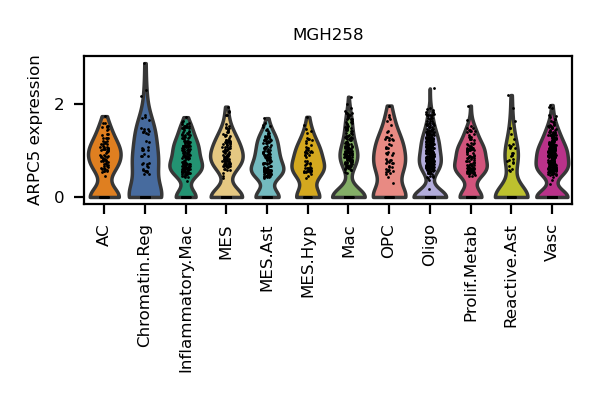 MGH258
ARPC5 expression
2
0
AC
Chromatin.Reg
Inflammatory.Mac
MES
MES.Ast
MES.Hyp
Mac
OPC
Oligo
Prolif.Metab
Reactive.Ast
Vasc